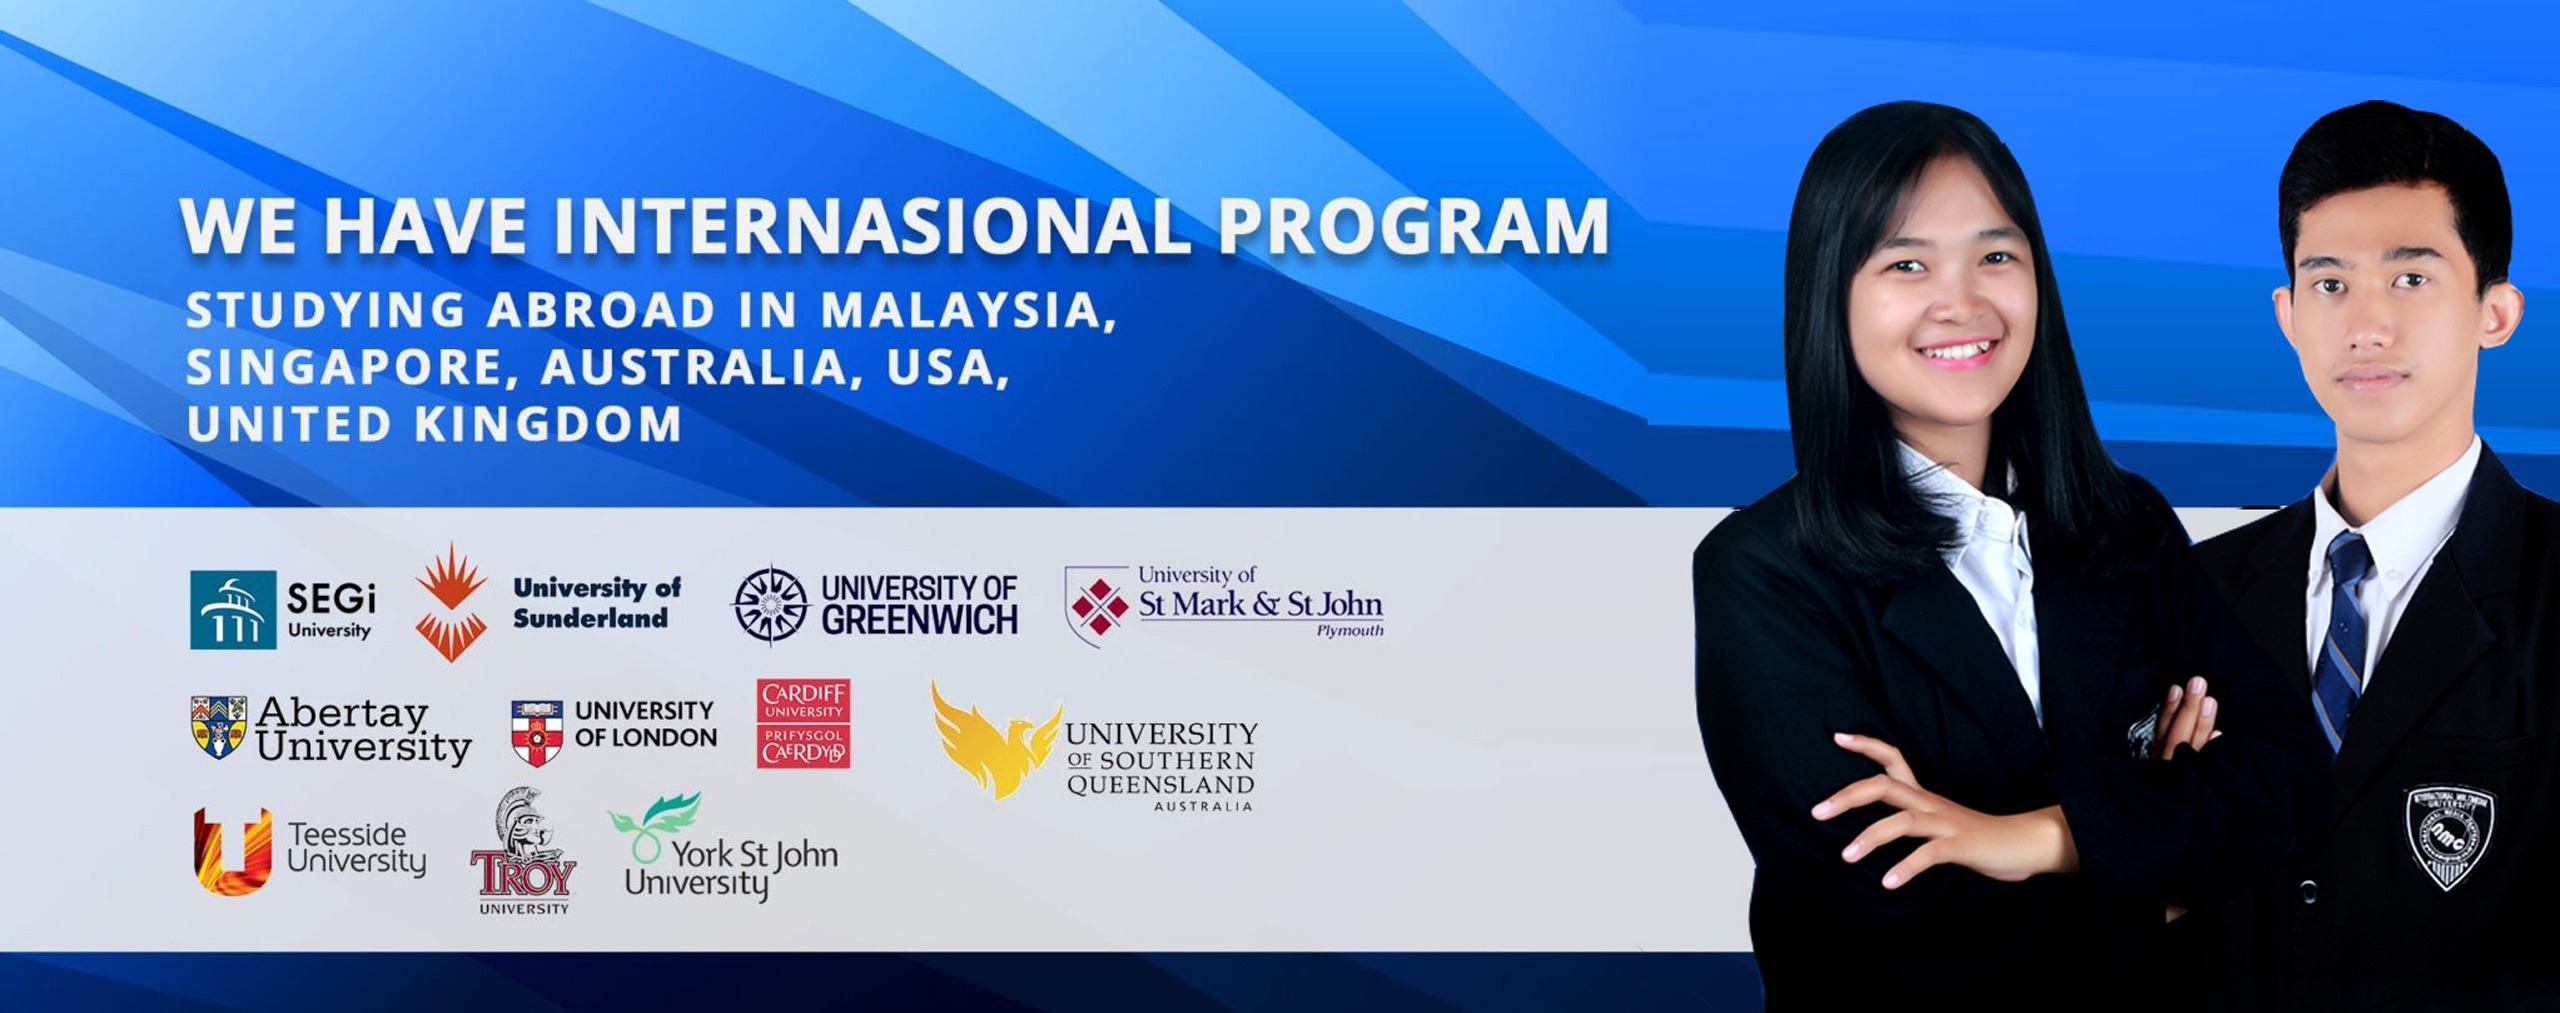 WE HAVE INTERNASIONAL PROGRAM
STUDYING ABROAD IN MALAYSIA,
SINGAPORE, AUSTRALIA, USA,
UNITED KINGDOM
SEGi
University
University of
Sunderland
UNIVERSITY OF
GREENWICH
University of
St Mark & St John
Plymouth
Abertay
University
UNIVERSITY
OF LONDON
CARDIFF
UNIVERSITY
PRIFYSGOL
CAERDYDD
UNIVERSITY
OF SOUTHERN
QUEENSLAND
AUSTRALIA
Teesside
University
TROY
UNIVERSITY
York St John
University
UNIVERSITY
nmc